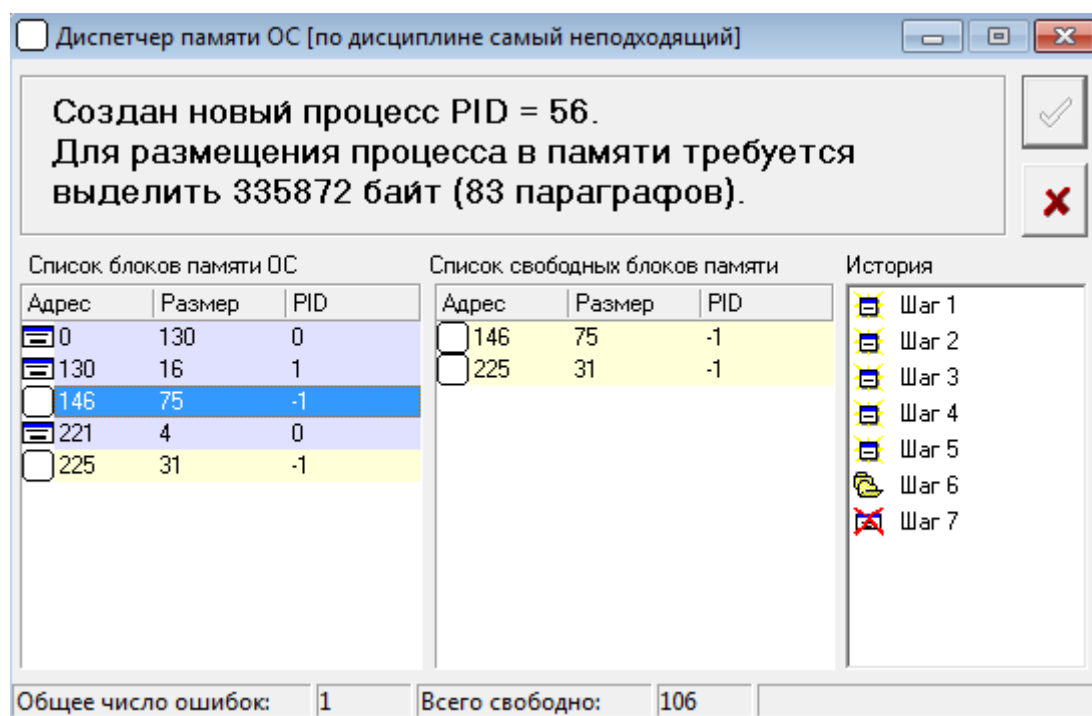 Диспетчер памяти ОС [по дисциплине самый неподходящий]
Создан новый процесс PID = 56.
Для размещения процесса в памяти требуется
выделить 335872 байт (83 параграфов).
Список блоков памяти ОС
Адрес Размер PID
0 130 0
130 16 1
146 75 -1
221 4 0
225 31 -1
Список свободных блоков памяти
Адрес Размер PID
146 75 -1
225 31 -1
История
Шаг 1
Шаг 2
Шаг 3
Шаг 4
Шаг 5
Шаг 6
Шаг 7
Общее число ошибок: 1 Всего свободно: 106